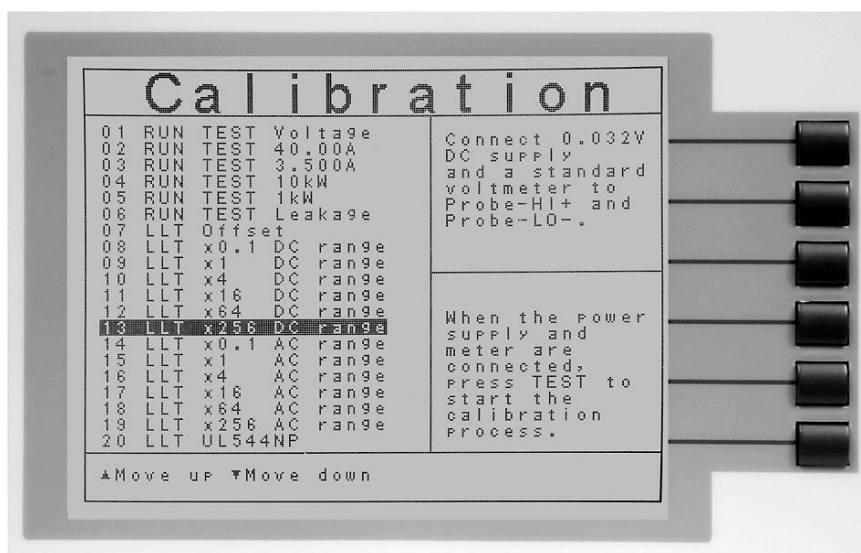 Calibration
01 RUN TEST Voltage
02 RUN TEST 40.00A
03 RUN TEST 3.500A
04 RUN TEST 10kW
05 RUN TEST 1kW
06 RUN TEST Leakage
07 LLT Offset
08 LLT x0.1 DC range
09 LLT x1 DC range
10 LLT x4 DC range
11 LLT x16 DC range
12 LLT x64 DC range
13 LLT x256 DC range
14 LLT x0.1 AC range
15 LLT x1 AC range
16 LLT x4 AC range
17 LLT x16 AC range
18 LLT x64 AC range
19 LLT x256 AC range
20 LLT UL544NP
Connect 0.032V
DC supply
and a standard
voltmeter to
Probe-HI+ and
Probe-LO-.
When the power
supply and
meter are
connected,
press TEST to
start the
calibration
process.
▲Move up ▼Move down